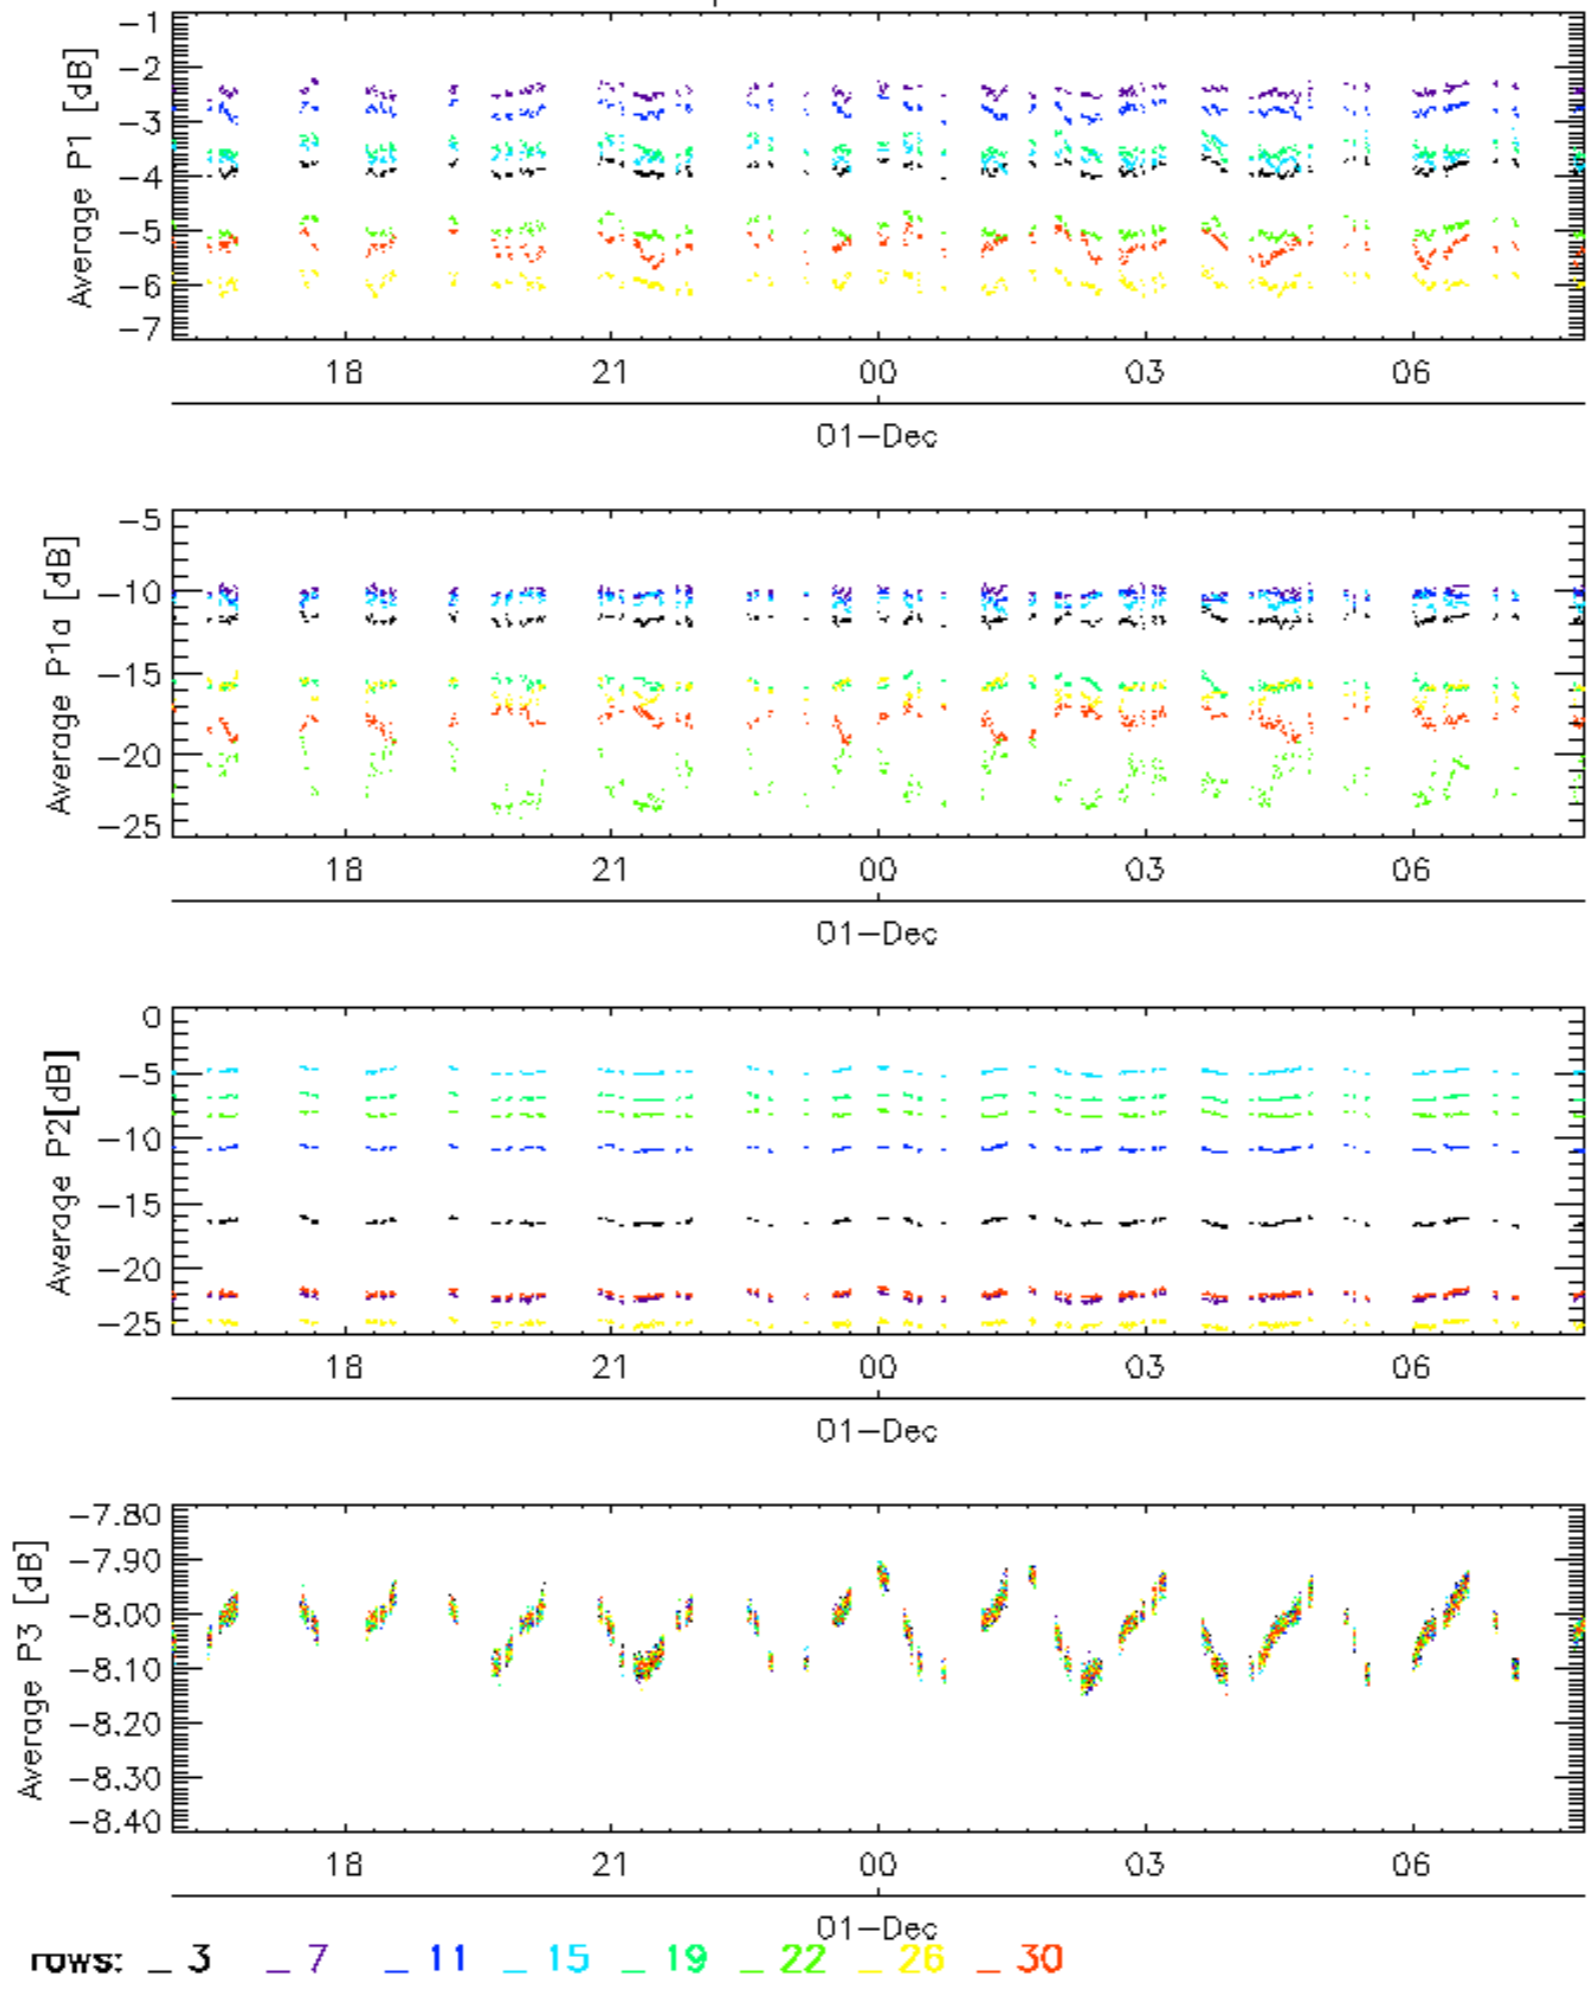 -1
-2
-3
-4
-5
-6
-7
Average P1 [dB]
18 21 00 03 06
01-Dec
-5
-10
-15
-20
-25
Average P1a [dB]
18 21 00 03 06
01-Dec
0
-5
-10
-15
-20
-25
Average P2[dB]
18 21 00 03 06
01-Dec
-7.80
-7.90
-8.00
-8.10
-8.20
-8.30
-8.40
Average P3 [dB]
18 21 00 03 06
01-Dec
rows: _ 3 _ 7 _ 11 _ 15 _ 19 _ 22 _ 26 _ 30